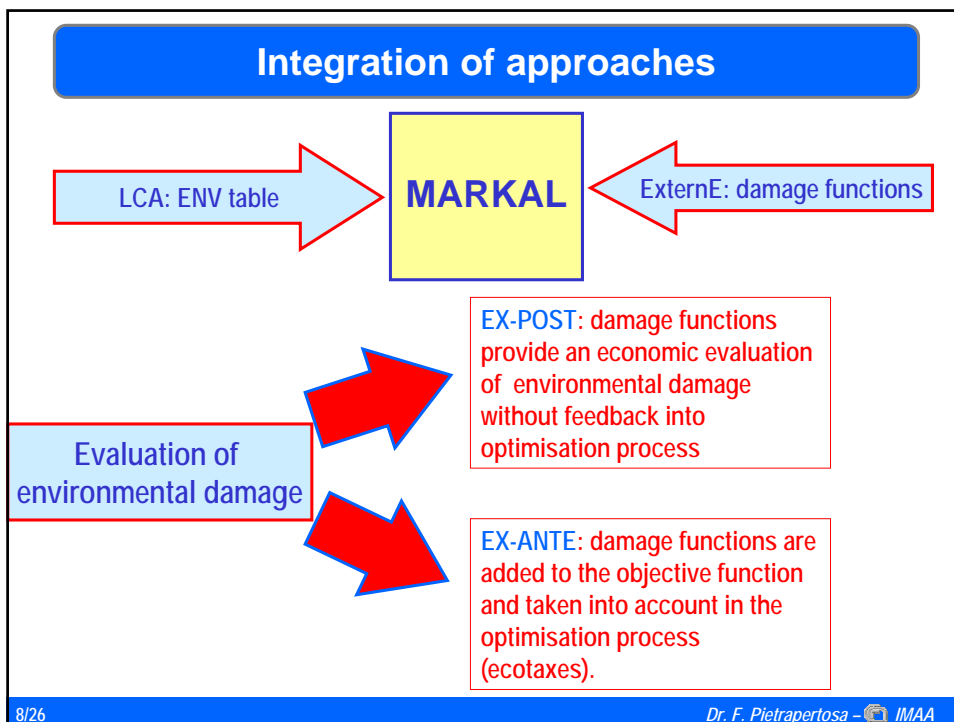 Integration of approaches
LCA: ENV table
MARKAL
ExternE: damage functions
EX-POST: damage functions
provide an economic evaluation
of environmental damage
without feedback into
optimisation process
Evaluation of
environmental damage
EX-ANTE: damage functions are
added to the objective function
and taken into account in the
optimisation process
(ecotaxes).
8/26
Dr. F. Pietrapertosa – IMAA